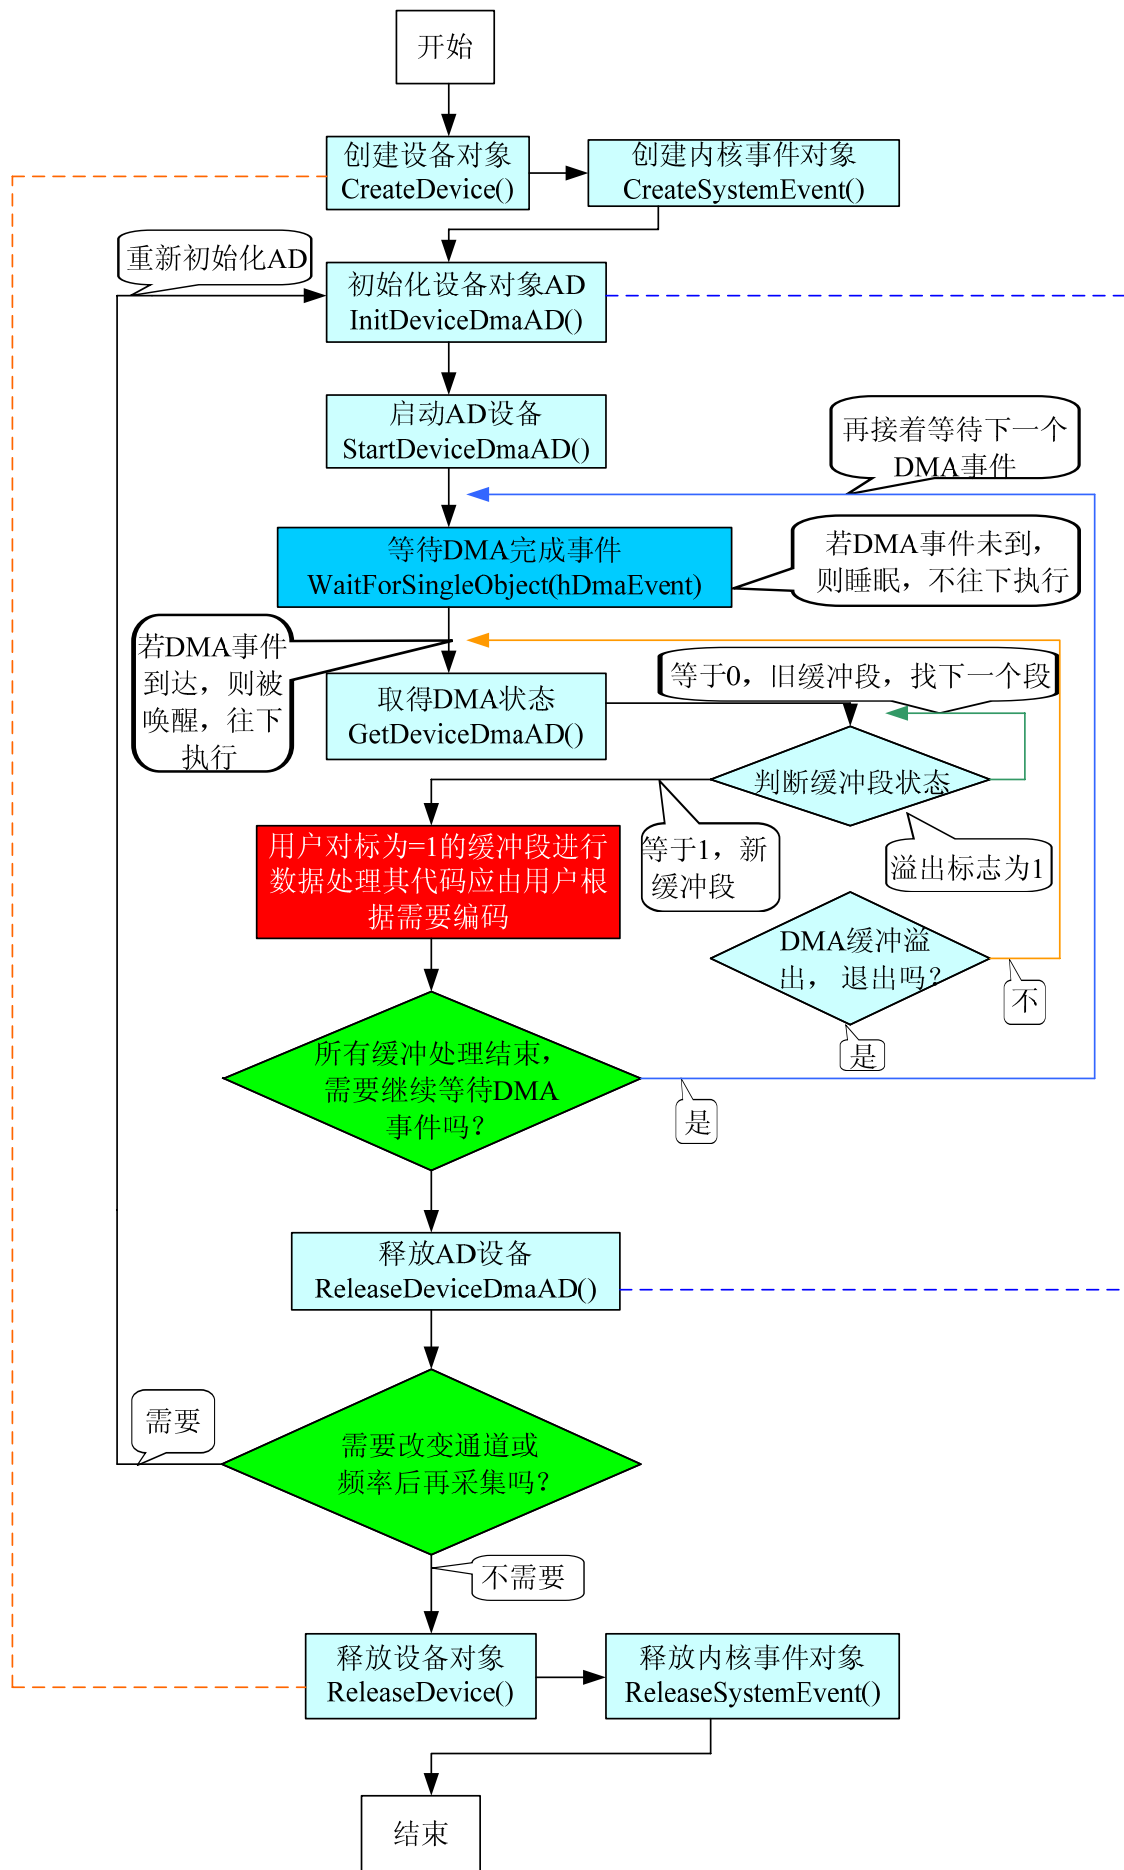 开始
创建设备对象
CreateDevice()
创建内核事件对象
CreateSystemEvent()
重新初始化AD
初始化设备对象AD
InitDeviceDmaAD()
启动AD设备
StartDeviceDmaAD()
再接着等待下一个
DMA事件
等待DMA完成事件
WaitForSingleObject(hDmaEvent)
若DMA事件未到，
则睡眠，不往下执行
若DMA事件
到达，则被
唤醒，往下
执行
取得DMA状态
GetDeviceDmaAD()
等于0，旧缓冲段，找下一个段
判断缓冲段状态
用户对标为=1的缓冲段进行
数据处理其代码应由用户根
据需要编码
等于1，新
缓冲段
溢出标志为1
DMA缓冲溢
出， 退出吗？
不
是
所有缓冲处理结束，
需要继续等待DMA
事件吗？
是
释放AD设备
ReleaseDeviceDmaAD()
需要
需要改变通道或
频率后再采集吗？
不需要
释放设备对象
ReleaseDevice()
释放内核事件对象
ReleaseSystemEvent()
结束